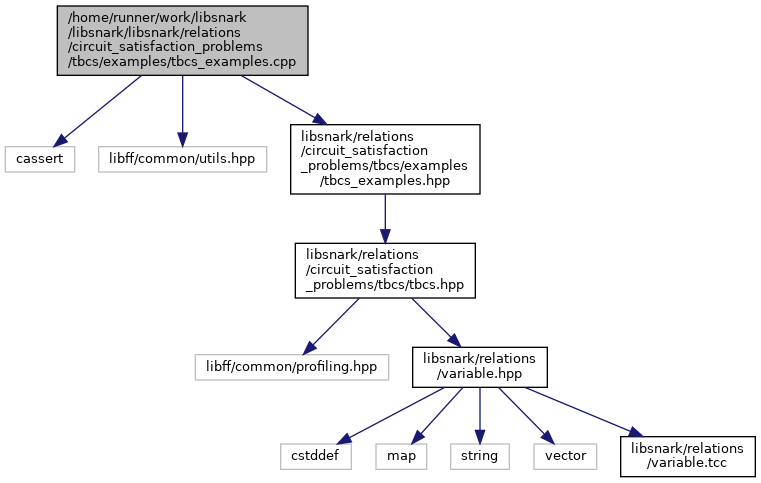 /home/runner/work/libsnark
/libsnark/libsnark/relations
/circuit_satisfaction_problems
/tbcs/examples/tbcs_examples.cpp
cassert
libff/common/utils.hpp
libsnark/relations
/circuit_satisfaction
_problems/tbcs/examples
/tbcs_examples.hpp
libsnark/relations
/circuit_satisfaction
_problems/tbcs/tbcs.hpp
libff/common/profiling.hpp
libsnark/relations
/variable.hpp
cstddef
map
string
vector
libsnark/relations
/variable.tcc